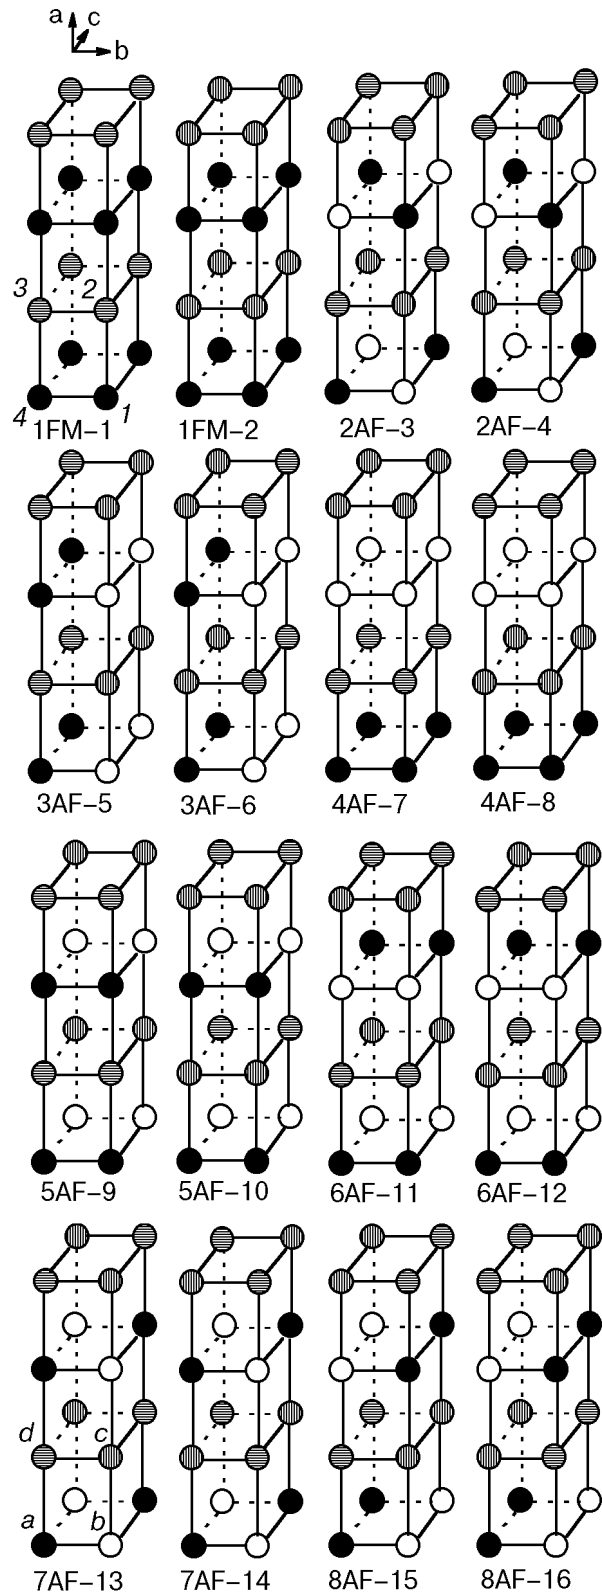 a c
b
3 2
4 1
1FM-1 1FM-2 2AF-3 2AF-4
3AF-5 3AF-6 4AF-7 4AF-8
5AF-9 5AF-10 6AF-11 6AF-12
d c
a b
7AF-13 7AF-14 8AF-15 8AF-16